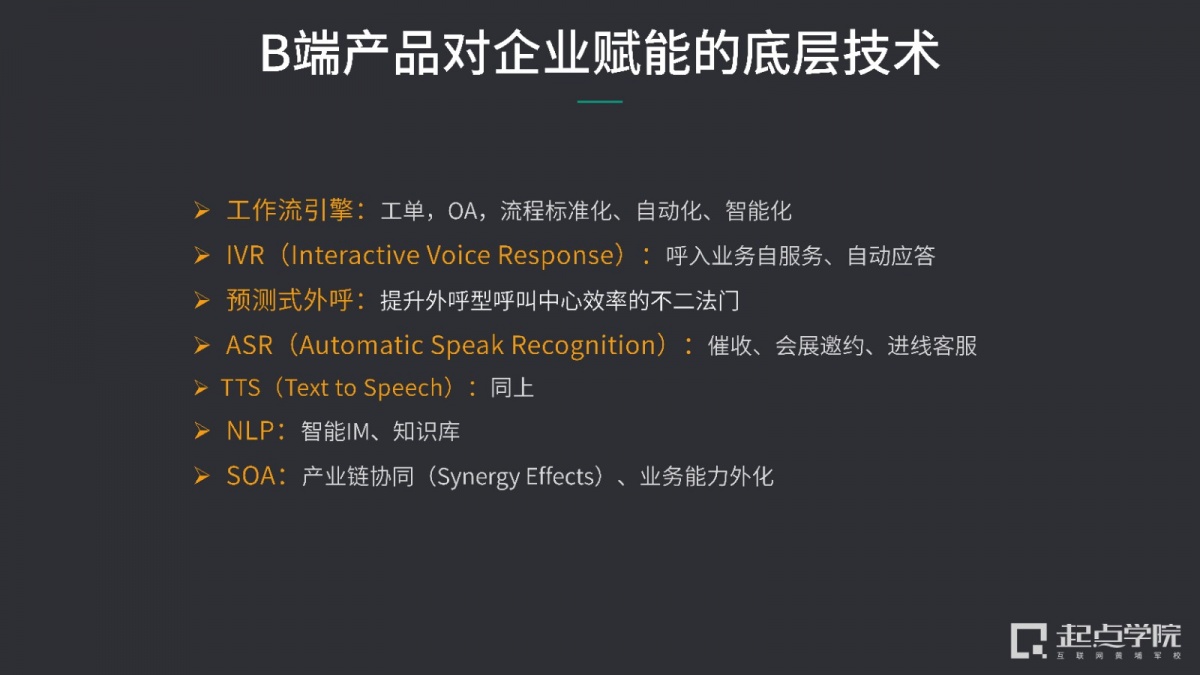 B端产品对企业赋能的底层技术
➢ 工作流引擎：工单，OA，流程标准化、自动化、智能化
➢ IVR（Interactive Voice Response）：呼入业务自服务、自动应答
➢ 预测式外呼：提升外呼型呼叫中心效率的不二法门
➢ ASR（Automatic Speak Recognition）：催收、会展邀约、进线客服
➢ TTS（Text to Speech）：同上
➢ NLP：智能IM、知识库
➢ SOA：产业链协同（Synergy Effects）、业务能力外化
起点学院
互联网黄埔军校